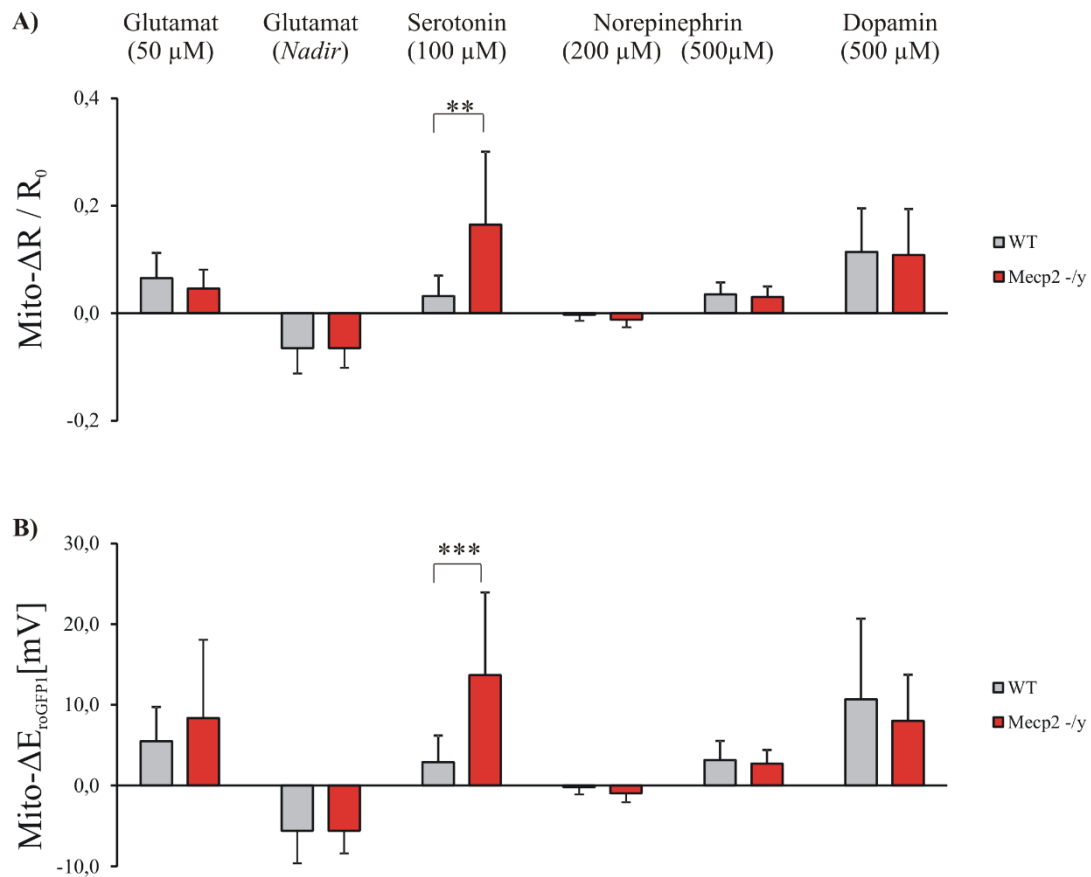 A)
Glutamat Glutamat Serotonin Norepinephrin Dopamin
(50 µM) (Nadir) (100 µM) (200 µM) (500µM) (500 µM)
0,4
**
0,2
0,0
-0,2
Mito-ΔR / R0
WT
Mecp2 -/y
B)
30,0
***
20,0
10,0
0,0
-10,0
Mito-ΔEroGFP1[mV]
WT
Mecp2 -/y